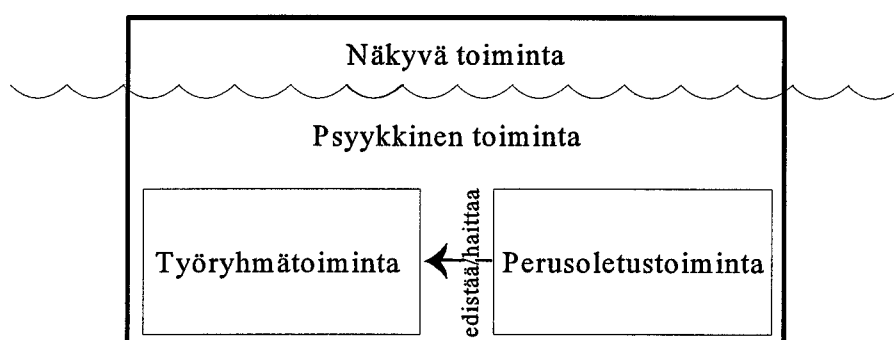 Näkyvä toiminta
Psyykkinen toiminta
Työryhmätoiminta
edistää/haittaa
Perusoletustoiminta